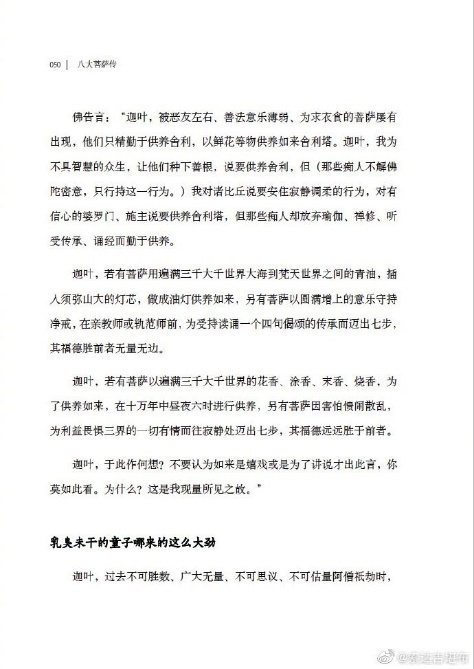 050 | 八大菩萨传
佛告言：“迦叶，被恶友左右、善法意乐薄弱、为求衣食的菩萨屡有
出现，他们只精勤于供养舍利，以鲜花等物供养如来舍利塔。迦叶，我为
不具智慧的众生，让他们种下善根，说要供养舍利，但（那些痴人不解佛
陀密意，只行持这一行为。）我对诸比丘说要安住寂静调柔的行为，对有
信心的婆罗门、施主说要供养舍利塔，但那些痴人却放弃瑜伽、禅修、听
受传承、诵经而勤于供养。
迦叶，若有菩萨用遍满三千大千世界大海到梵天世界之间的青油，插
入须弥山大的灯芯，做成油灯供养如来，另有菩萨以圆满增上的意乐守持
净戒，在亲教师或轨范师前，为受持读诵一个四句偈颂的传承而迈出七步，
其福德胜前者无量无边。
迦叶，若有菩萨以遍满三千大千世界的花香、涂香、末香、烧香，为
了供养如来，在十万年中昼夜六时进行供养，另有菩萨因害怕愦闹散乱，
为利益畏惧三界的一切有情而往寂静处迈出七步，其福德远远胜于前者。
迦叶，于此作何想？不要认为如来是嬉戏或是为了讲说才出此言，你
莫如此看。为什么？这是我现量所见之故。”
乳臭未干的童子哪来的这么大劲
迦叶，过去不可胜数、广大无量、不可思议、不可估量阿僧祇劫时，